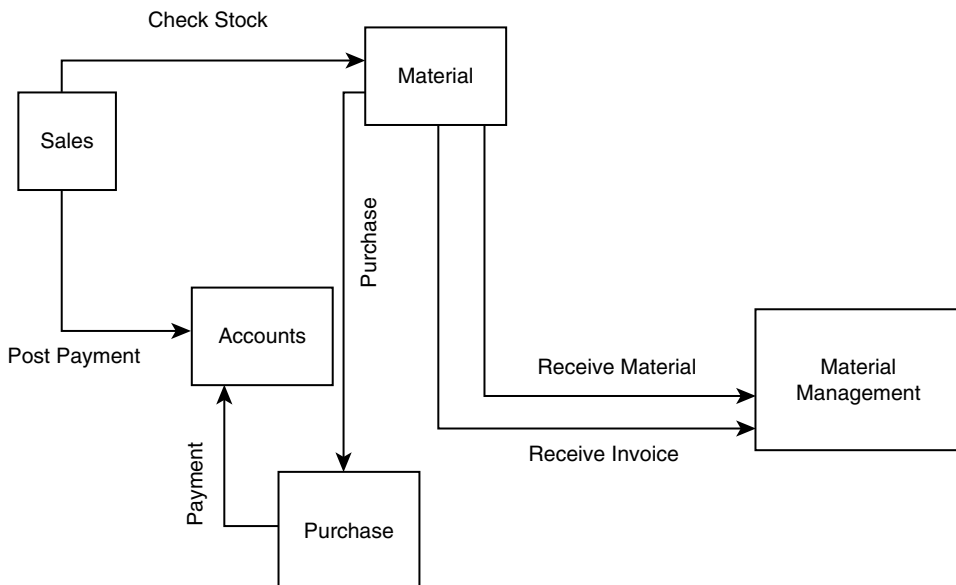 Check Stock
Material
Sales
Purchase
Accounts
Post Payment
Receive Material
Material
Management
Receive Invoice
Payment
Purchase